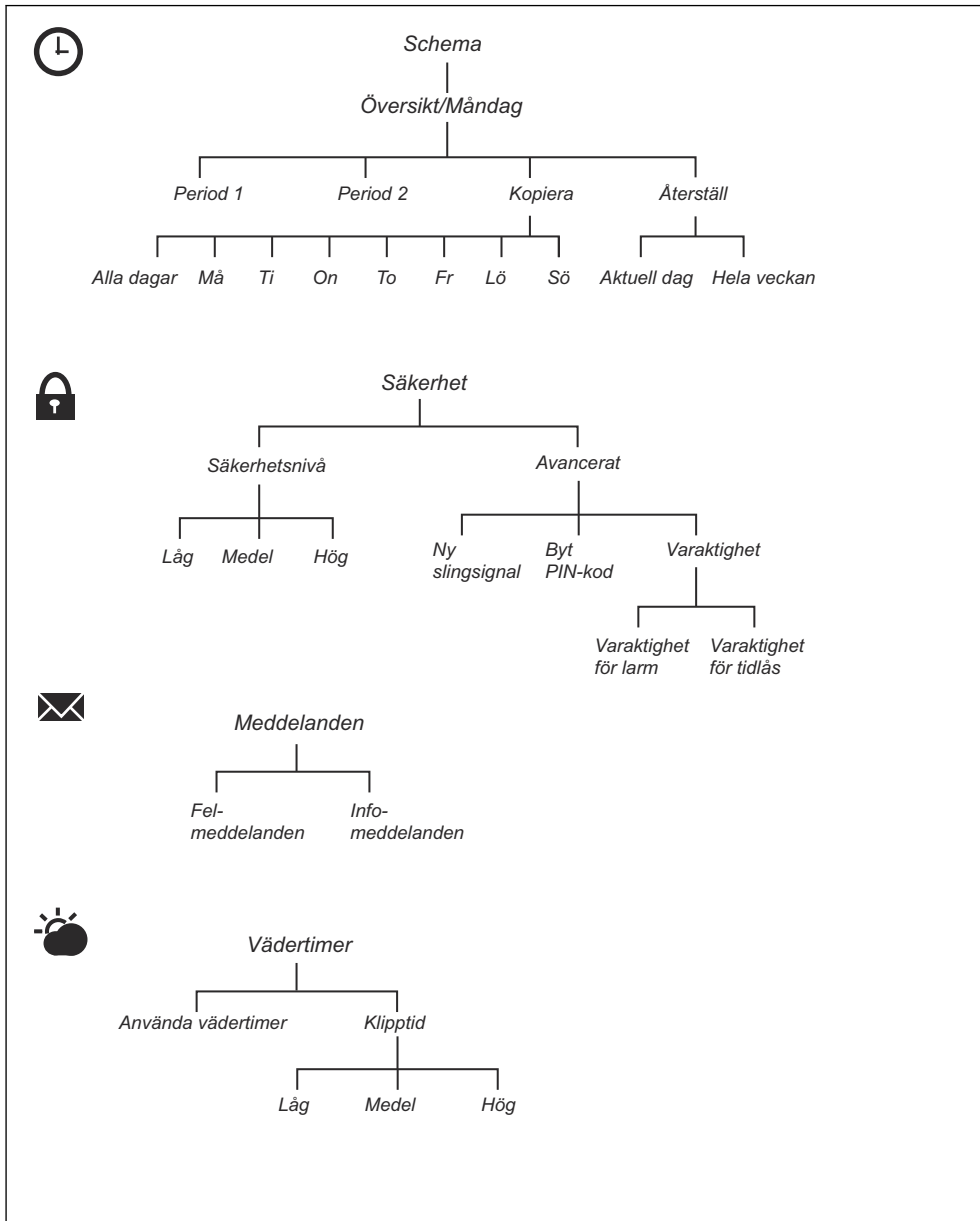 Schema
Översikt/Måndag
Period 1 Period 2 Kopiera Återställ
Alla dagar Må Ti On To Fr Lö Sö Aktuell dag Hela veckan
Säkerhet
Säkerhetsnivå Avancerat
Låg Medel Hög
Ny
slingsignal
Byt
PIN-kod
Varaktighet
Varaktighet
för larm
Varaktighet
för tidlås
Meddelanden
Fel-
meddelanden
Info-
meddelanden
Vädertimer
Använda vädertimer Klipptid
Låg Medel Hög